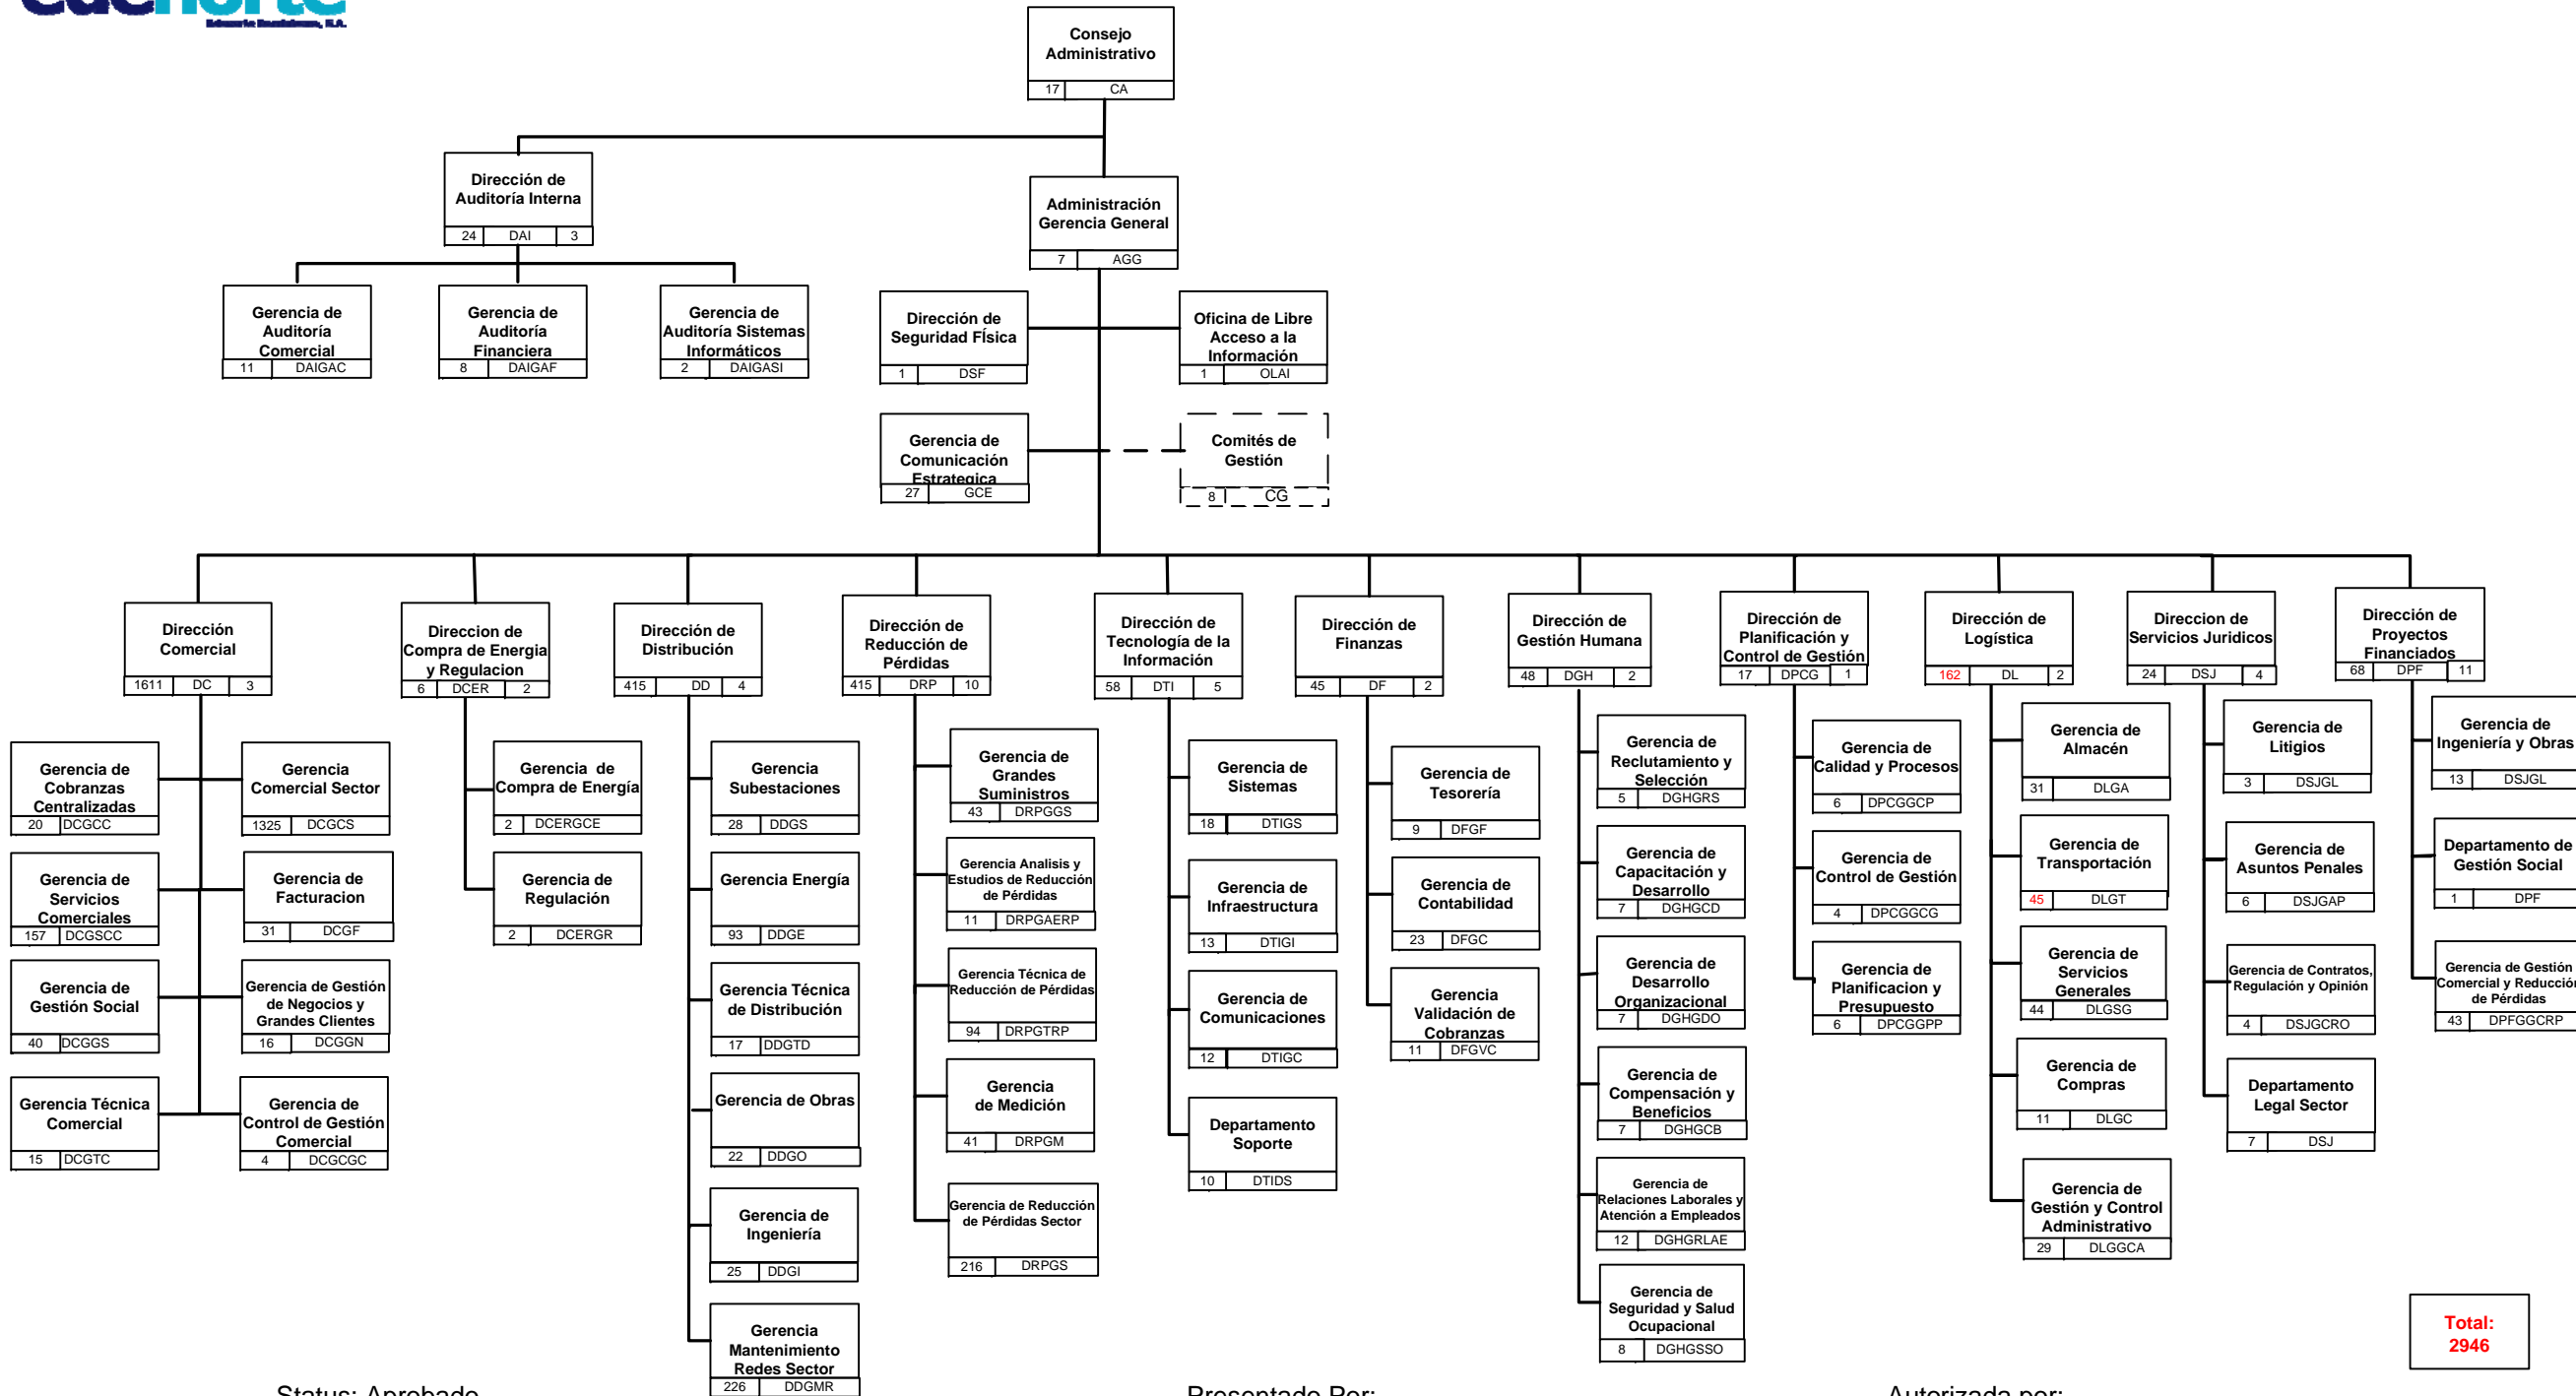 edenorte
Consejo
Administrativo
17 CA
Dirección de
Auditoría Interna
24 DAI 3
Administración
Gerencia General
7 AGG
Gerencia de
Auditoría
Comercial
11 DAIGAC
Gerencia de
Auditoría
Financiera
8 DAIGAF
Gerencia de
Auditoría Sistemas
Informáticos
2 DAIGASI
Dirección de
Seguridad FÍsica
1 DSF
Oficina de Libre
Acceso a la
Información
1 OLAI
Gerencia de
Comunicación
Estrategica
27 GCE
Comités de
Gestión
8 CG
Dirección
Comercial
1611 DC 3
Direccion de
Compra de Energia
y Regulacion
6 DCER 2
Dirección de
Distribución
415 DD 4
Dirección de
Reducción de
Pérdidas
415 DRP 10
Dirección de
Tecnología de la
Información
58 DTI 5
Dirección de
Finanzas
45 DF 2
Dirección de
Gestión Humana
48 DGH 2
Dirección de
Planificación y
Control de Gestión
17 DPCG 1
Dirección de
Logística
162 DL 2
Direccion de
Servicios Juridicos
24 DSJ 4
Dirección de
Proyectos
Financiados
68 DPF 11
Gerencia de
Cobranzas
Centralizadas
20 DCGCC
Gerencia
Comercial Sector
1325 DCGCS
Gerencia de
Servicios
Comerciales
157 DCGSCC
Gerencia de
Facturacion
31 DCGF
Gerencia de
Gestión Social
40 DCGGS
Gerencia de Gestión
de Negocios y
Grandes Clientes
16 DCGGN
Gerencia Técnica
Comercial
15 DCGTC
Gerencia de
Control de Gestión
Comercial
4 DCGCGC
Gerencia de
Compra de Energía
2 DCERGCE
Gerencia de
Regulación
2 DCERGR
Gerencia
Subestaciones
28 DDGS
Gerencia Energía
93 DDGE
Gerencia Técnica
de Distribución
17 DDGTD
Gerencia de Obras
22 DDGO
Gerencia de
Ingeniería
25 DDGI
Gerencia
Mantenimiento
Redes Sector
226 DDGMR
Gerencia de
Grandes
Suministros
43 DRPGGS
Gerencia Analisis y
Estudios de Reducción
de Pérdidas
11 DRPGAERP
Gerencia Técnica de
Reducción de Pérdidas
94 DRPGTRP
Gerencia
de Medición
41 DRPGM
Gerencia de Reducción
de Pérdidas Sector
216 DRPGS
Gerencia de
Sistemas
18 DTIGS
Gerencia de
Infraestructura
13 DTIGI
Gerencia de
Comunicaciones
12 DTIGC
Departamento
Soporte
10 DTIDS
Gerencia de
Tesorería
9 DFGF
Gerencia de
Contabilidad
23 DFGC
Gerencia
Validación de
Cobranzas
11 DFGVC
Gerencia de
Reclutamiento y
Selección
5 DGHGRS
Gerencia de
Capacitación y
Desarrollo
7 DGHGCD
Gerencia de
Desarrollo
Organizacional
7 DGHGDO
Gerencia de
Compensación y
Beneficios
7 DGHGCB
Gerencia de
Relaciones Laborales y
Atención a Empleados
12 DGHGRLAE
Gerencia de
Seguridad y Salud
Ocupacional
8 DGHGSSO
Gerencia de
Calidad y Procesos
6 DPCGGCP
Gerencia de
Control de Gestión
4 DPCGGCG
Gerencia de
Planificacion y
Presupuesto
6 DPCGGPP
Gerencia de
Almacén
31 DLGA
Gerencia de
Transportación
45 DLGT
Gerencia de
Servicios
Generales
44 DLGSG
Gerencia de
Compras
11 DLGC
Gerencia de
Gestión y Control
Administrativo
29 DLGGCA
Gerencia de
Litigios
3 DSJGL
Gerencia de
Asuntos Penales
6 DSJGAP
Gerencia de Contratos,
Regulación y Opinión
4 DSJGCRO
Departamento
Legal Sector
7 DSJ
Gerencia de
Ingeniería y Obras
13 DSJGL
Departamento de
Gestión Social
1 DPF
Gerencia de Gestión
Comercial y Reducción
de Pérdidas
43 DPFGGCRP
Total:
2946
Status: Aprobado
Presentado Por:
Autorizada por: